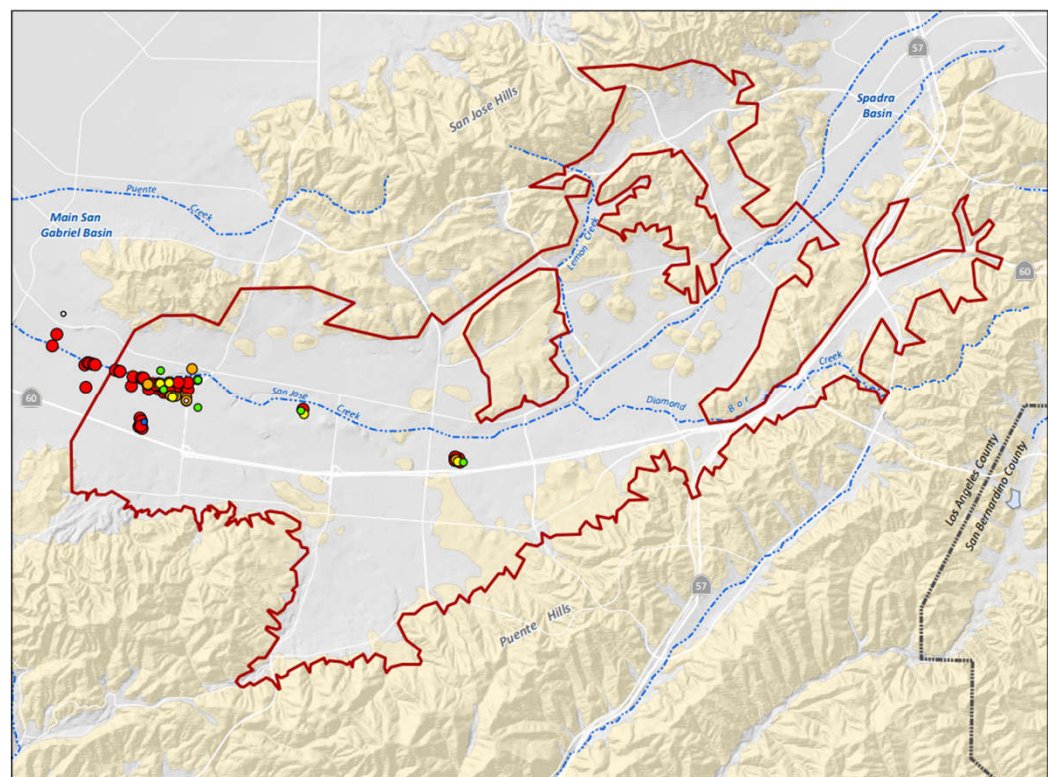 57
San Jose Hills
Spadra
Basin
Puente
Creek
Main San
Gabriel Basin
Lemon Creek
60
60
San Jose
Creek
Diamond
Bar
Creek
Los Angeles County
San Bernardino County
57
Puente Hills